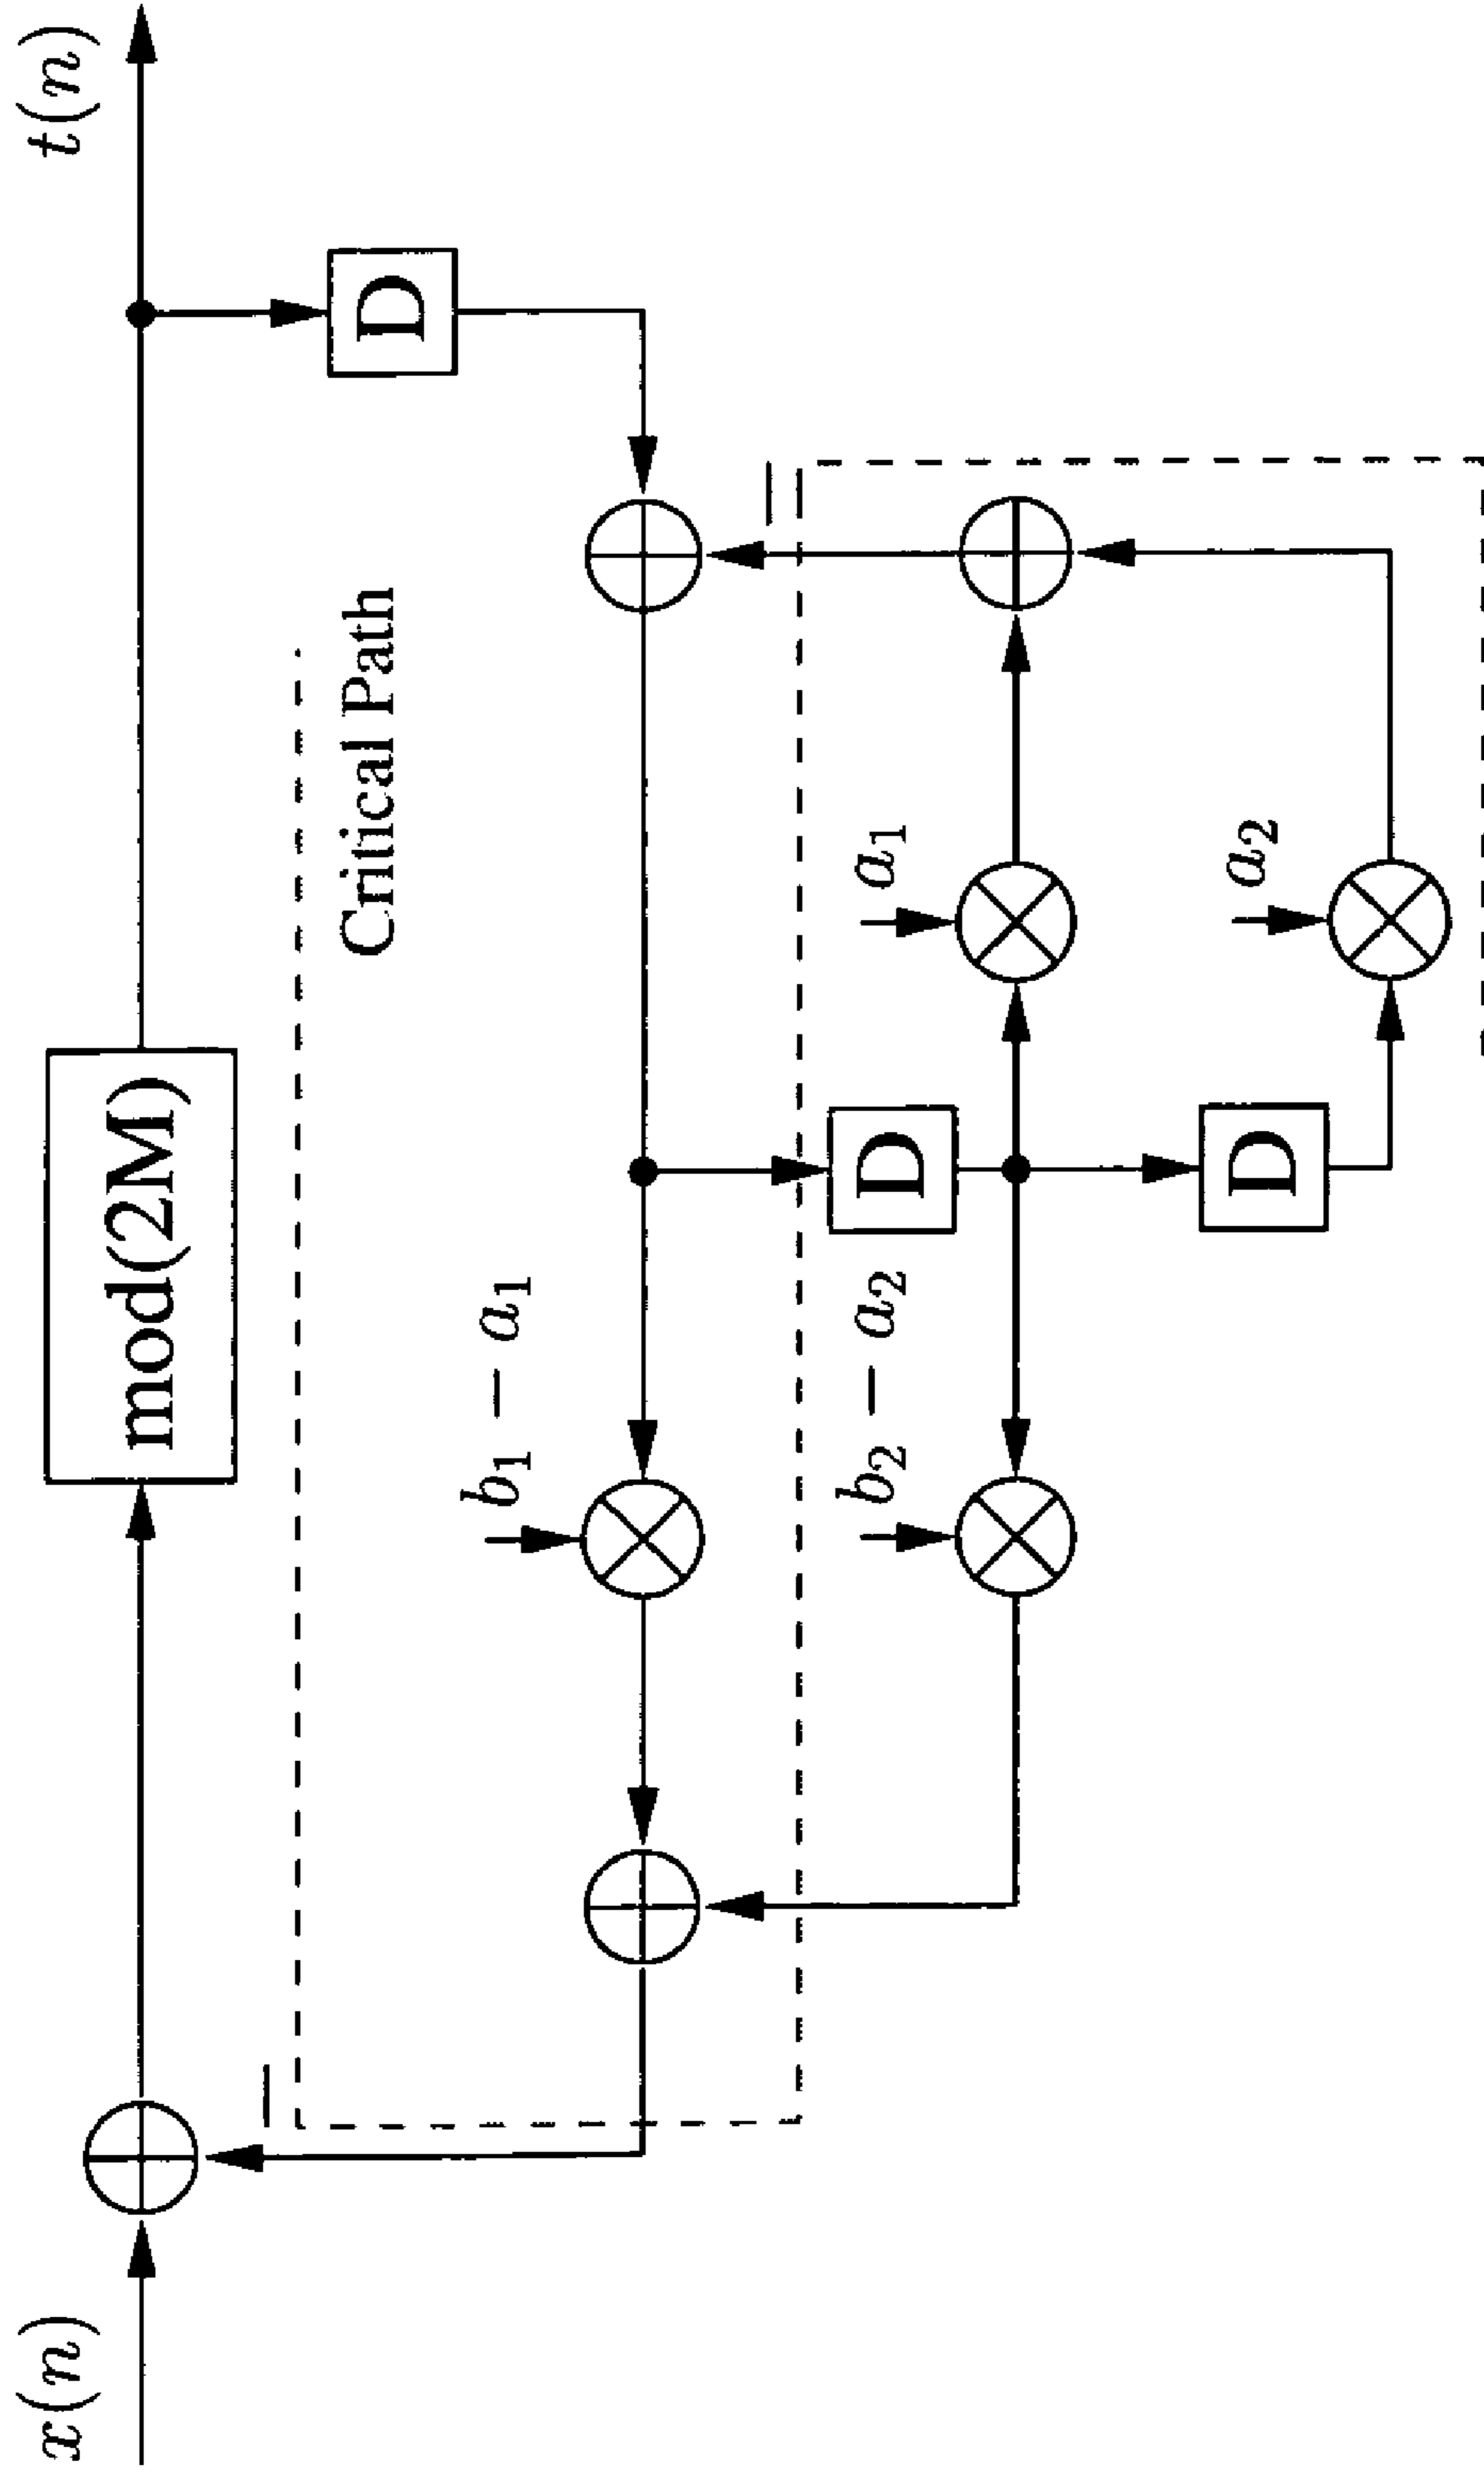 x(n)
mod(2M)
t(n)
Critical Path
D
b₁ − a₁
−
−
D
a₁
b₂ − a₂
D
a₂